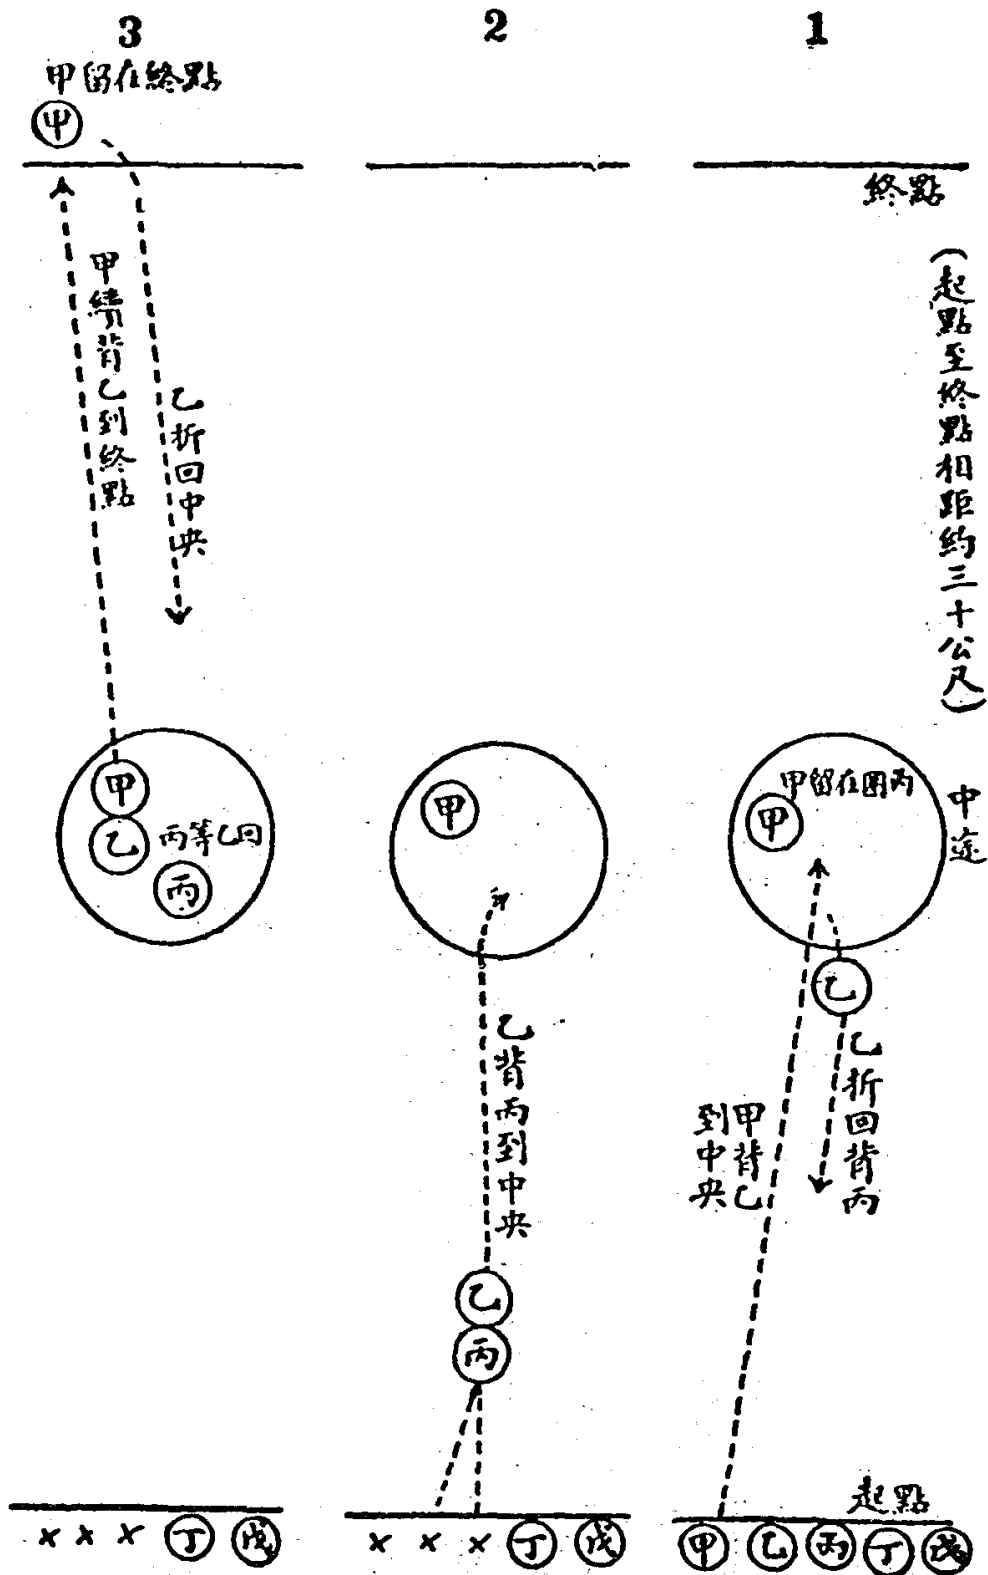 1
終點
(起點至終點相距約三十公尺)
中途
甲留在圈丙
甲
乙
乙折回背丙
甲背乙
到中央
起點
甲 乙 丙 丁 戊
2
甲
乙背丙到中央
乙
丙
× × × 丁 戊
3
甲留在終點
甲
甲續背乙到終點
乙折回中央
甲
乙
丙等乙回
丙
× × × 丁 戊